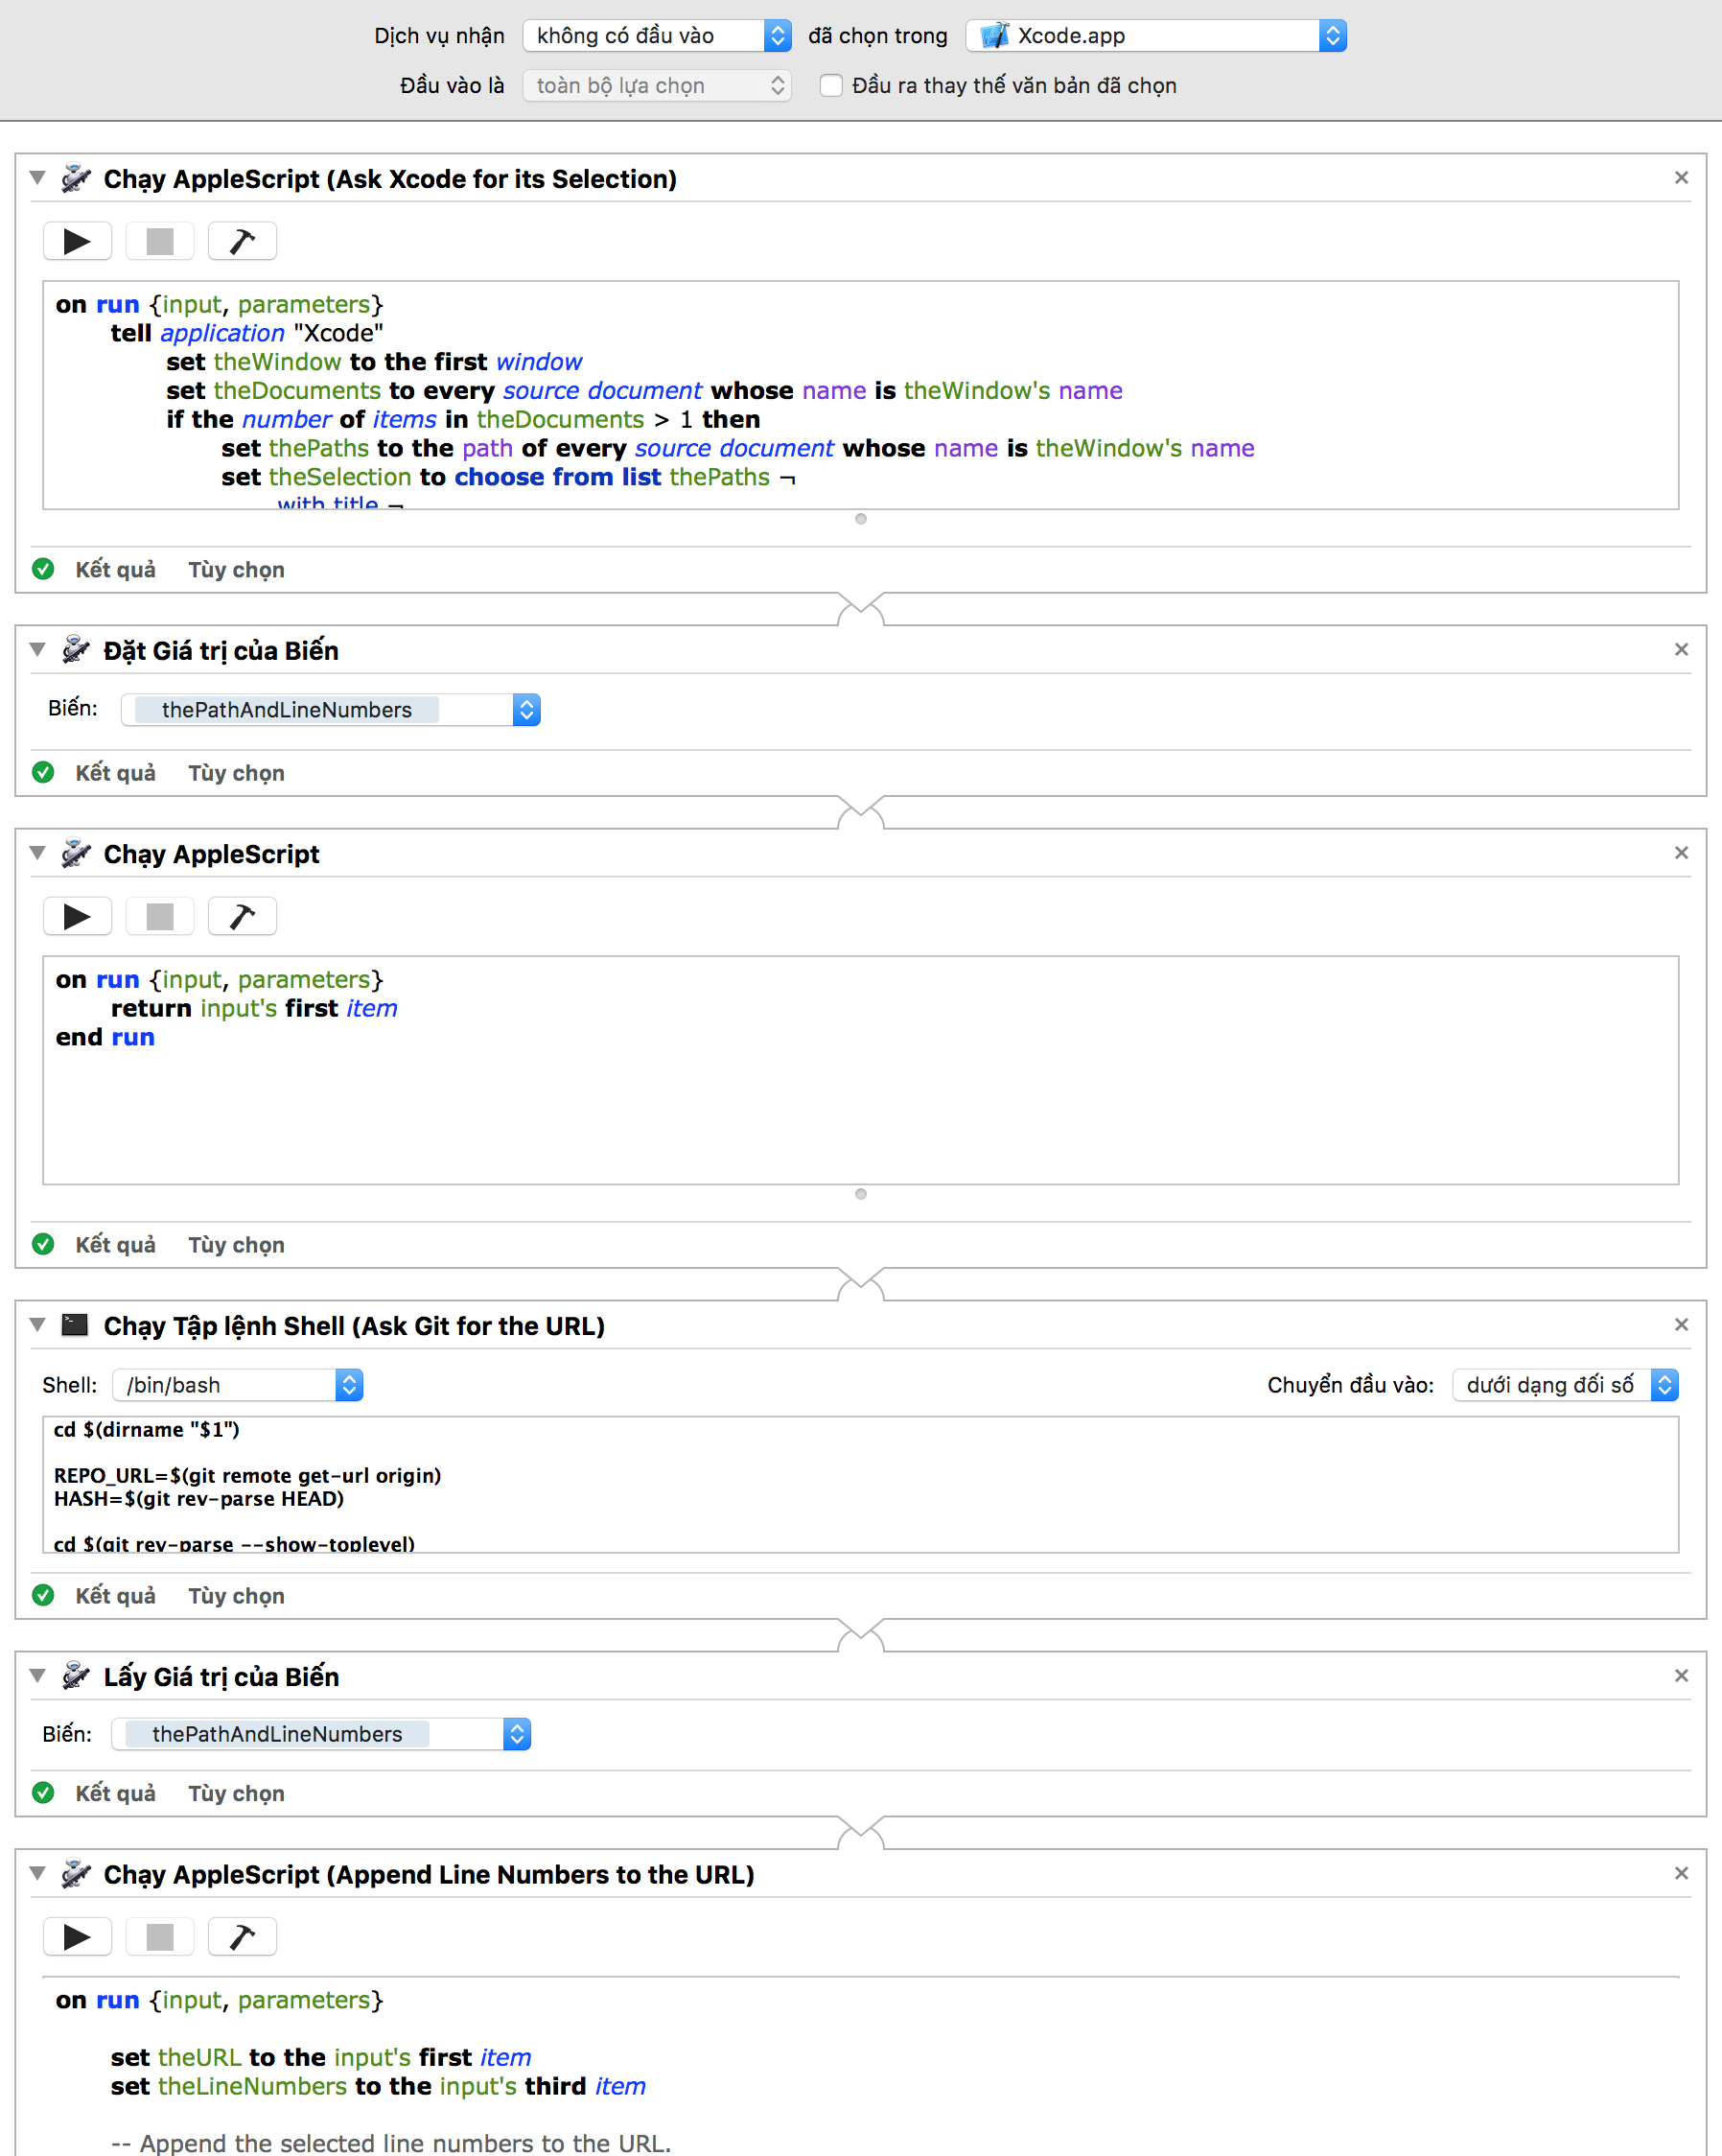 Dịch vụ nhận không có đầu vào đã chọn trong Xcode.app
Đầu vào là toàn bộ lựa chọn Đầu ra thay thế văn bản đã chọn
Chạy AppleScript (Ask Xcode for its Selection)
on run {input, parameters}
tell application "Xcode"
set theWindow to the first window
set theDocuments to every source document whose name is theWindow's name
if the number of items in theDocuments > 1 then
set thePaths to the path of every source document whose name is theWindow's name
set theSelection to choose from list thePaths ¬
with title ¬
Kết quả Tùy chọn
Đặt Giá trị của Biến
Biến: thePathAndLineNumbers
Kết quả Tùy chọn
Chạy AppleScript
on run {input, parameters}
return input's first item
end run
Kết quả Tùy chọn
Chạy Tập lệnh Shell (Ask Git for the URL)
Shell: /bin/bash Chuyển đầu vào: dưới dạng đối số
cd $(dirname "$1")
REPO_URL=$(git remote get-url origin)
HASH=$(git rev-parse HEAD)
cd $(git rev-parse --show-toplevel)
Kết quả Tùy chọn
Lấy Giá trị của Biến
Biến: thePathAndLineNumbers
Kết quả Tùy chọn
Chạy AppleScript (Append Line Numbers to the URL)
on run {input, parameters}
set theURL to the input's first item
set theLineNumbers to the input's third item
-- Append the selected line numbers to the URL.